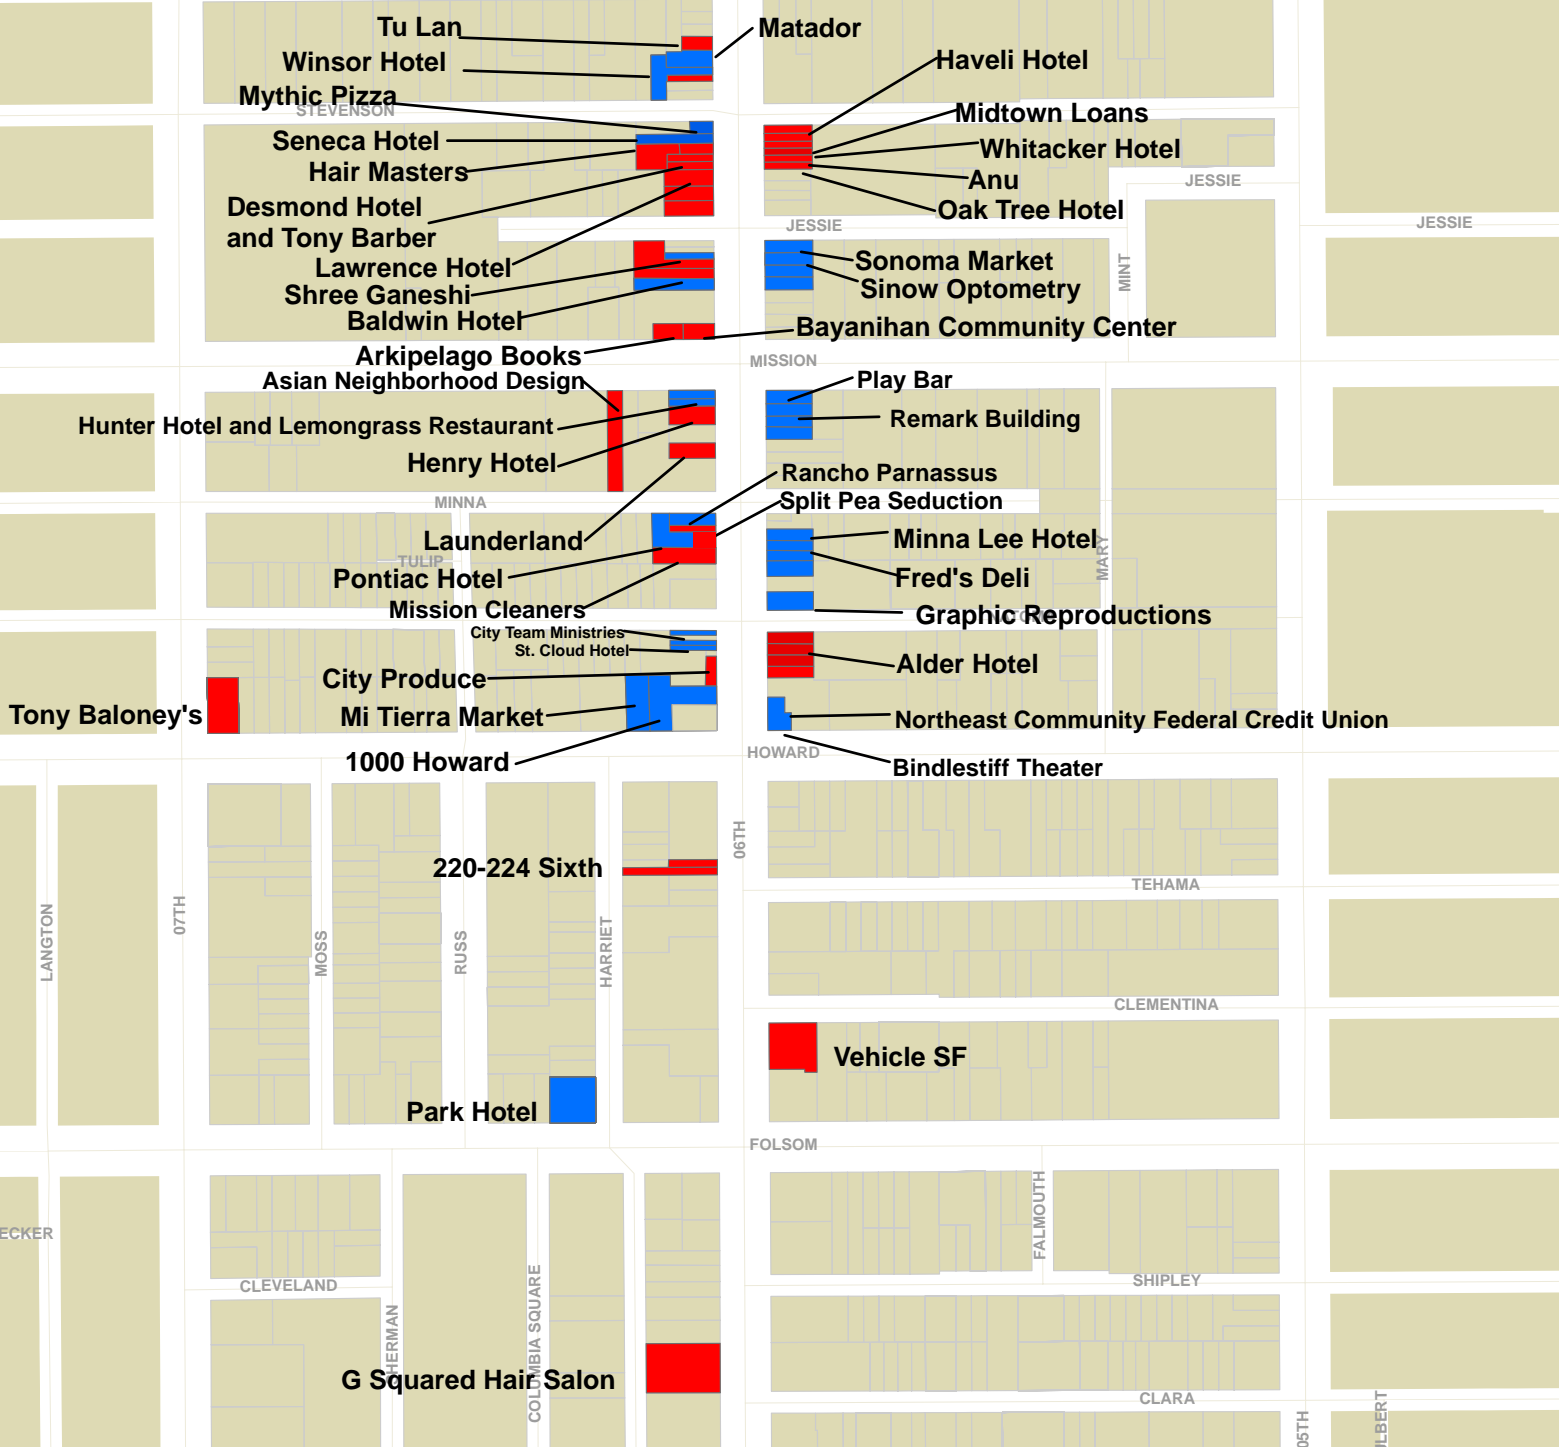 Tu Lan
Matador
Winsor Hotel
Haveli Hotel
Mythic Pizza
STEVENSON
Midtown Loans
Seneca Hotel
Whitacker Hotel
Hair Masters
Anu
JESSIE
Desmond Hotel
and Tony Barber
Oak Tree Hotel
JESSIE
JESSIE
Lawrence Hotel
Sonoma Market
MINT
Shree Ganeshi
Sinow Optometry
Baldwin Hotel
Bayanihan Community Center
Arkipelago Books
MISSION
Asian Neighborhood Design
Play Bar
Hunter Hotel and Lemongrass Restaurant
Remark Building
Henry Hotel
Rancho Parnassus
MINNA
Split Pea Seduction
Launderland
Minna Lee Hotel
MARY
TULIP
Pontiac Hotel
Fred's Deli
Mission Cleaners
Graphic Reproductions
City Team Ministries
St. Cloud Hotel
Alder Hotel
City Produce
Tony Baloney's
Mi Tierra Market
Northeast Community Federal Credit Union
HOWARD
1000 Howard
Bindlestiff Theater
06TH
220-224 Sixth
TEHAMA
LANGTON
07TH
MOSS
RUSS
HARRIET
CLEMENTINA
Vehicle SF
Park Hotel
FOLSOM
FALMOUTH
ECKER
CLEVELAND
SHIPLEY
SHERMAN
COLUMBIA SQUARE
G Squared Hair Salon
CLARA
05TH
LBERT